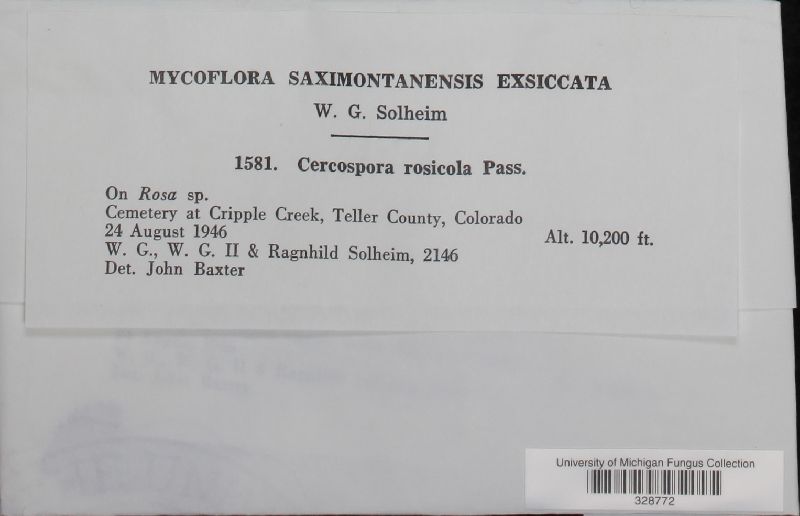 MYCOFLORA SAXIMONTANENSIS EXSICCATA
W. G. Solheim
1581. Cercospora rosicola Pass.
On Rosa sp.
Cemetery at Cripple Creek, Teller County, Colorado
24 August 1946
Alt. 10,200 ft.
W. G., W. G. II & Ragnhild Solheim, 2146
Det. John Baxter
University of Michigan Fungus Collection
328772